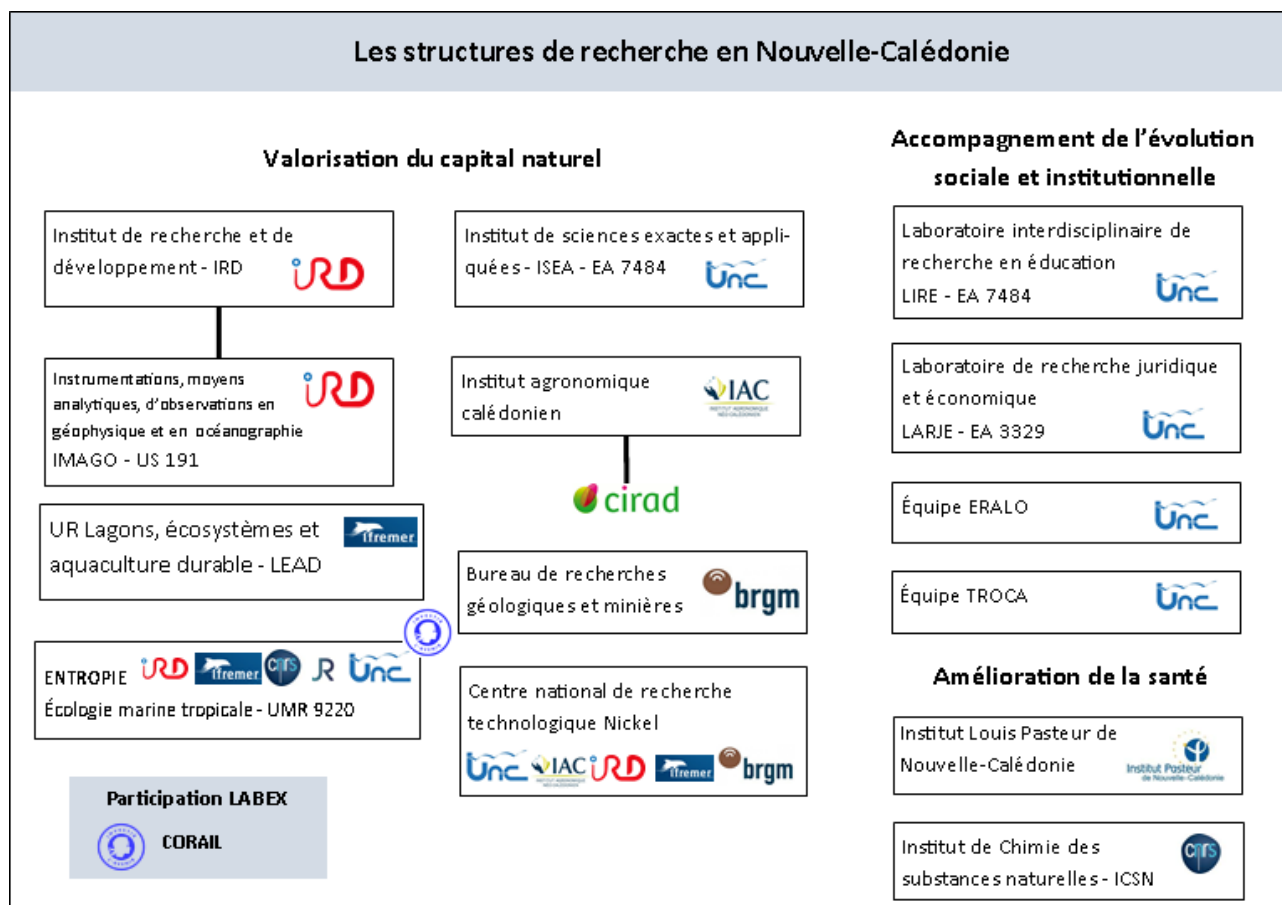 Les structures de recherche en Nouvelle-Calédonie
Valorisation du capital naturel
Institut de recherche et de
développement - IRD
iRD
Instrumentations, moyens
analytiques, d'observations en
géophysique et en océanographie
IMAGO - US 191
iRD
UR Lagons, écosystèmes et
aquaculture durable - LEAD
ifremer
ENTROPIE iRD ifremer cnrs unc
Écologie marine tropicale - UMR 9220
Participation LABEX
CORAIL
Institut de sciences exactes et appli-
quées - ISEA - EA 7484
unc
Institut agronomique
calédonien
IAC
INSTITUT AGRONOMIQUE
NÉO-CALÉDONIEN
cirad
Bureau de recherches
géologiques et minières
brgm
Centre national de recherche
technologique Nickel
unc IAC iRD ifremer brgm
Accompagnement de l'évolution
sociale et institutionnelle
Laboratoire interdisciplinaire de
recherche en éducation
LIRE - EA 7484
unc
Laboratoire de recherche juridique
et économique
LARJE - EA 3329
unc
Équipe ERALO
unc
Équipe TROCA
unc
Amélioration de la santé
Institut Louis Pasteur de
Nouvelle-Calédonie
Institut Pasteur
de Nouvelle-Calédonie
Institut de Chimie des
substances naturelles - ICSN
cnrs